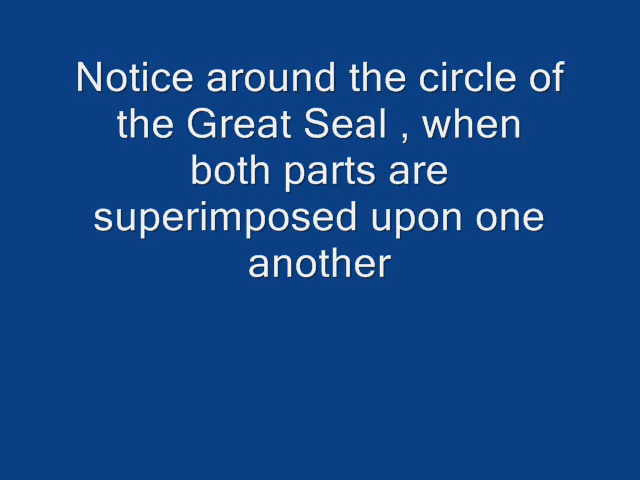 Notice around the circle of
the Great Seal , when
both parts are
superimposed upon one
another